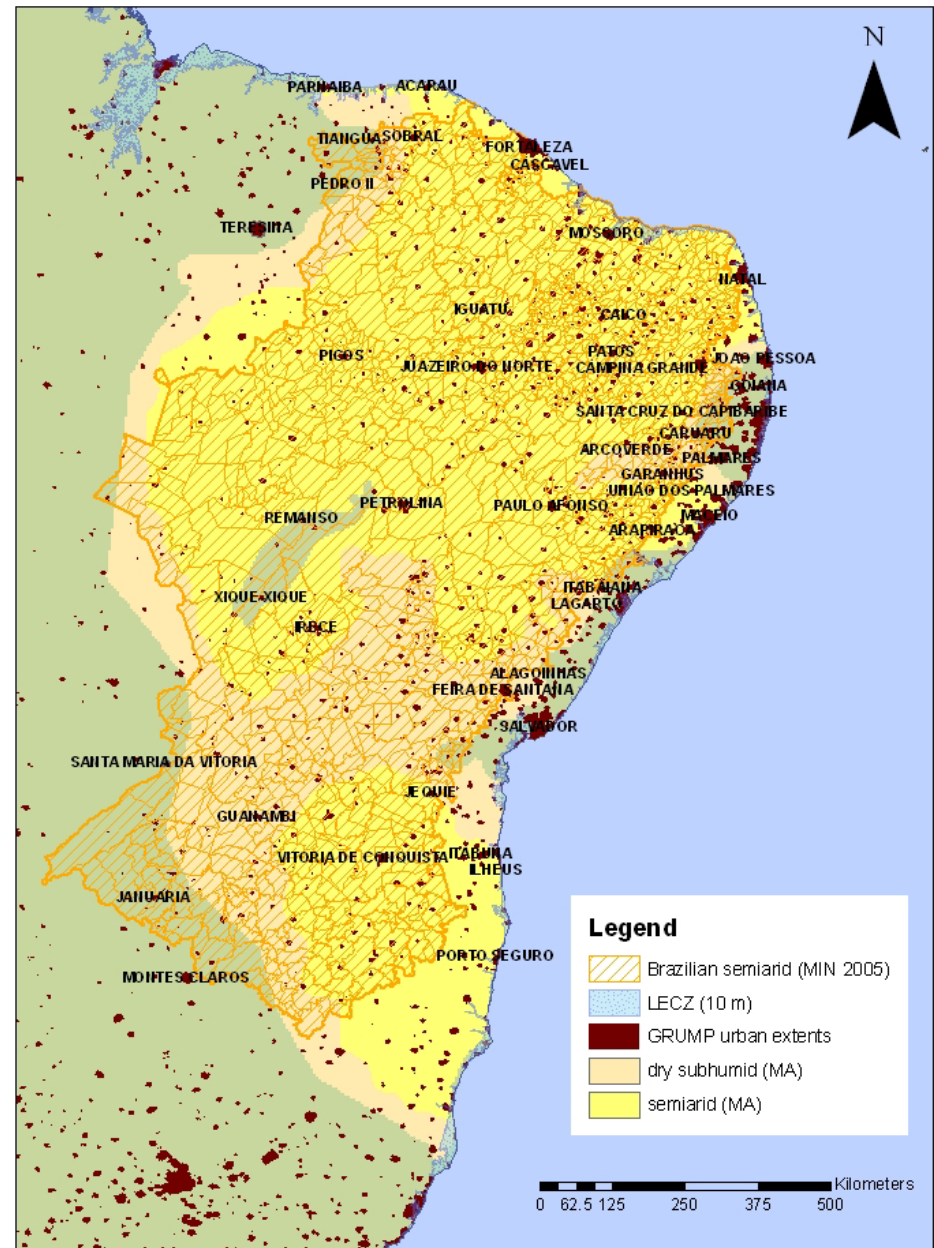 N
PARNAIBA
ACARAU
TIANGUA
SOBRAL
FORTALEZA
CASCAVEL
PEDRO II
TERESINA
MOSSORO
NATAL
IGUATU
CAICO
PICOS
PATOS
JOAO PESSOA
JUAZEIRO DO NORTE
CAMPINA GRANDE
GOIANA
SANTA CRUZ DO CAPIBARIBE
CARUARU
ARCOVERDE
PALMARES
GARANHUS
UNIÃO DOS PALMARES
PETROLINA
PAULO AFONSO
REMANSO
MACEIO
ARAPIRACA
ITABAIANA
XIQUE-XIQUE
LAGARTO
IRECE
ALAGOINHAS
FEIRA DE SANTANA
SALVADOR
SANTA MARIA DA VITORIA
JEQUIE
GUANAMBI
VITORIA DE CONQUISTA
ITABUNA
ILHEUS
JANUARIA
PORTO SEGURO
MONTES CLAROS
Legend
Brazilian semiarid (MIN 2005)
LECZ (10 m)
GRUMP urban extents
dry subhumid (MA)
semiarid (MA)
Kilometers
0 62.5 125 250 375 500